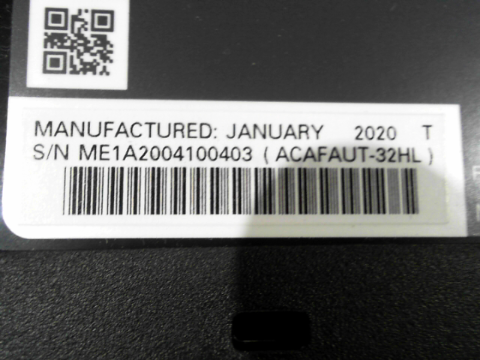 MANUFACTURED: JANUARY 2020 T
S/N ME1A2004100403 ( ACAFAUT-32HL )